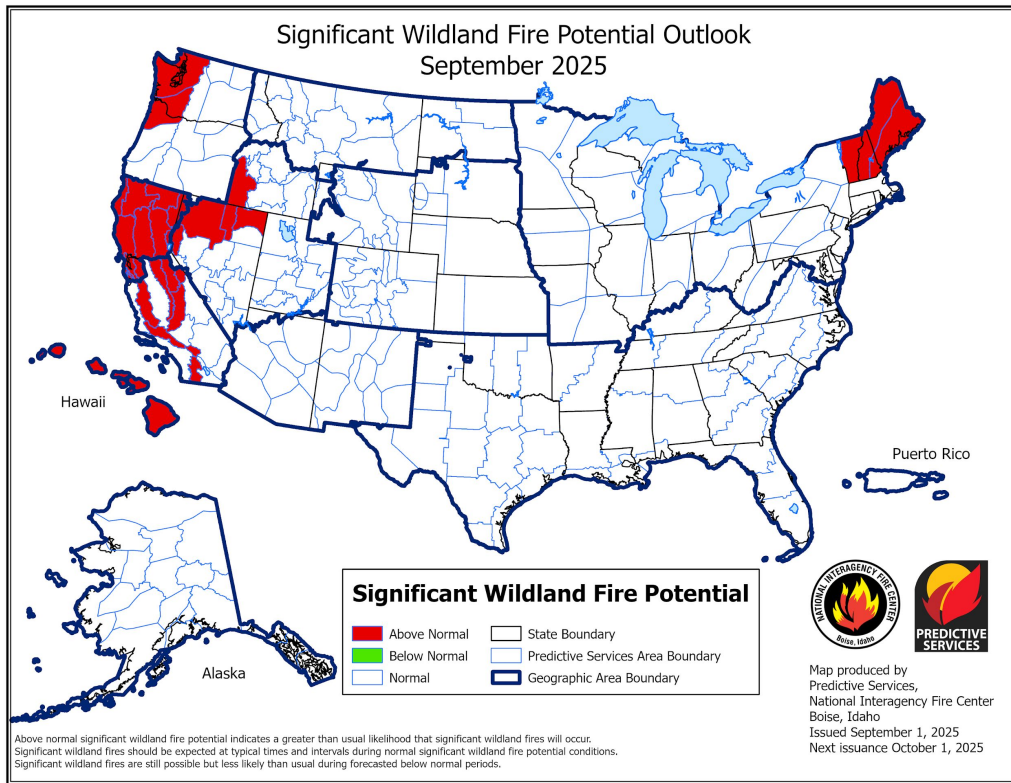 Significant Wildland Fire Potential Outlook
September 2025
Hawaii
Puerto Rico
Alaska
Significant Wildland Fire Potential
Above Normal
Below Normal
Normal
State Boundary
Predictive Services Area Boundary
Geographic Area Boundary
NATIONAL INTERAGENCY FIRE CENTER
Boise, Idaho
PREDICTIVE
SERVICES
Map produced by
Predictive Services,
National Interagency Fire Center
Boise, Idaho
Issued September 1, 2025
Next issuance October 1, 2025
Above normal significant wildland fire potential indicates a greater than usual likelihood that significant wildland fires will occur.
Significant wildland fires should be expected at typical times and intervals during normal significant wildland fire potential conditions.
Significant wildland fires are still possible but less likely than usual during forecasted below normal periods.